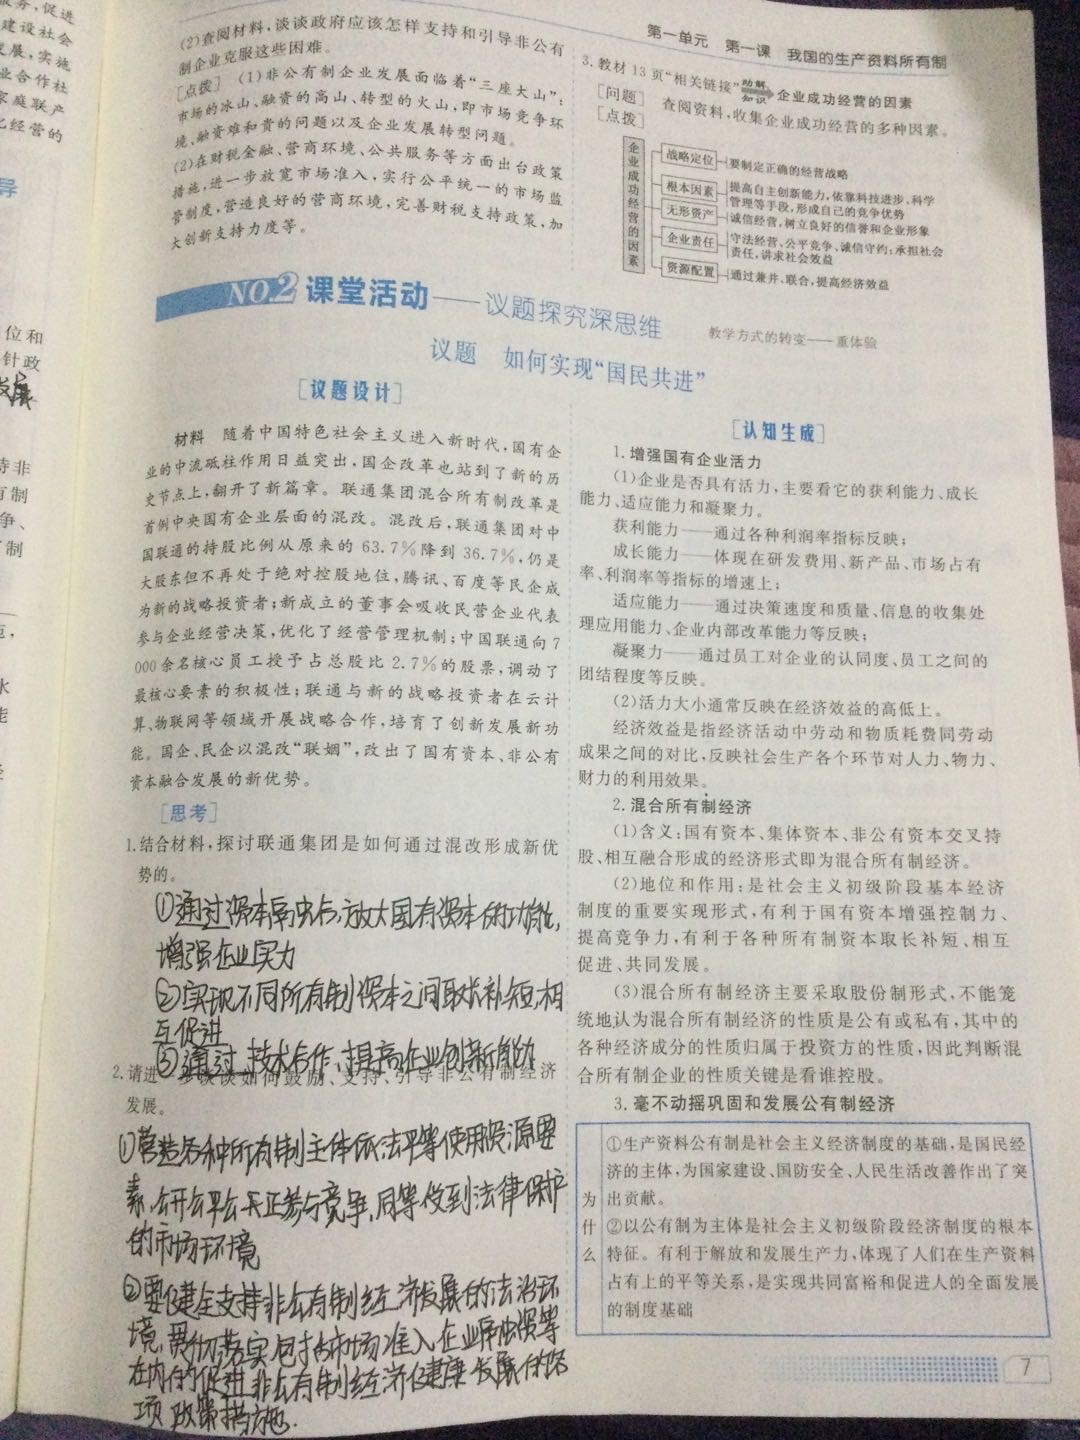 第一单元 第一课 我国的生产资料所有制
(2)查阅材料,谈谈政府应该怎样支持和引导非公有
制企业克服这些困难。
[点拨] (1)非公有制企业发展面临着“三座大山”:
市场的冰山、融资的高山、转型的火山,即市场竞争环
境、融资难和贵的问题以及企业发展转型问题。
(2)在财税金融、营商环境、公共服务等方面出台政策
措施,进一步放宽市场准入,实行公平统一的市场监
管制度,营造良好的营商环境,完善财税支持政策,加
大创新支持力度等。
3.教材13页“相关链接” 助解知识 企业成功经营的因素
[问题] 查阅资料,收集企业成功经营的多种因素。
[点拨]
企业成功经营的因素
战略定位 要制定正确的经营战略
根本因素 提高自主创新能力,依靠科技进步、科学
管理等手段,形成自己的竞争优势
无形资产 诚信经营,树立良好的信誉和企业形象
企业责任 守法经营、公平竞争、诚信守约;承担社会
责任,讲求社会效益
资源配置 通过兼并、联合,提高经济效益
NO.2 课堂活动——议题探究深思维
教学方式的转变——重体验
议题 如何实现“国民共进”
[议题设计]
材料 随着中国特色社会主义进入新时代,国有企
业的中流砥柱作用日益突出,国企改革也站到了新的历
史节点上,翻开了新篇章。联通集团混合所有制改革是
首例中央国有企业层面的混改。混改后,联通集团对中
国联通的持股比例从原来的63.7%降到36.7%,仍是
大股东但不再处于绝对控股地位,腾讯、百度等民企成
为新的战略投资者;新成立的董事会吸收民营企业代表
参与企业经营决策,优化了经营管理机制;中国联通向7
000余名核心员工授予占总股比2.7%的股票,调动了
最核心要素的积极性;联通与新的战略投资者在云计
算、物联网等领域开展战略合作,培育了创新发展新功
能。国企、民企以混改“联姻”,改出了国有资本、非公有
资本融合发展的新优势。
[思考]
1.结合材料,探讨联通集团是如何通过混改形成新优
势的。
①通过资本融合,放大国有资本的功能,
增强企业实力
②实现不同所有制资本之间取长补短,相
互促进
③通过技术合作,提高企业创新能力
2.请进一步谈谈如何鼓励、支持、引导非公有制经济
发展。
①营造各种所有制主体依法平等使用资源要
素、公开公平公正参与竞争、同等受到法律保护
的市场环境
②要健全支持非公有制经济发展的法治环
境,贯彻落实包括市场准入、企业融资等
在内的促进非公有制经济健康发展的各
项政策措施.
[认知生成]
1.增强国有企业活力
(1)企业是否具有活力,主要看它的获利能力、成长
能力、适应能力和凝聚力。
获利能力——通过各种利润率指标反映;
成长能力——体现在研发费用、新产品、市场占有
率、利润率等指标的增速上;
适应能力——通过决策速度和质量、信息的收集处
理应用能力、企业内部改革能力等反映;
凝聚力——通过员工对企业的认同度、员工之间的
团结程度等反映。
(2)活力大小通常反映在经济效益的高低上。
经济效益是指经济活动中劳动和物质耗费同劳动
成果之间的对比,反映社会生产各个环节对人力、物力、
财力的利用效果。
2.混合所有制经济
(1)含义:国有资本、集体资本、非公有资本交叉持
股、相互融合形成的经济形式即为混合所有制经济。
(2)地位和作用:是社会主义初级阶段基本经济
制度的重要实现形式,有利于国有资本增强控制力、
提高竞争力,有利于各种所有制资本取长补短、相互
促进、共同发展。
(3)混合所有制经济主要采取股份制形式,不能笼
统地认为混合所有制经济的性质是公有或私有,其中的
各种经济成分的性质归属于投资方的性质,因此判断混
合所有制企业的性质关键是看谁控股。
3.毫不动摇巩固和发展公有制经济
为什么
①生产资料公有制是社会主义经济制度的基础,是国民经
济的主体,为国家建设、国防安全、人民生活改善作出了突
出贡献。
②以公有制为主体是社会主义初级阶段经济制度的根本
特征。有利于解放和发展生产力,体现了人们在生产资料
占有上的平等关系,是实现共同富裕和促进人的全面发展
的制度基础
7